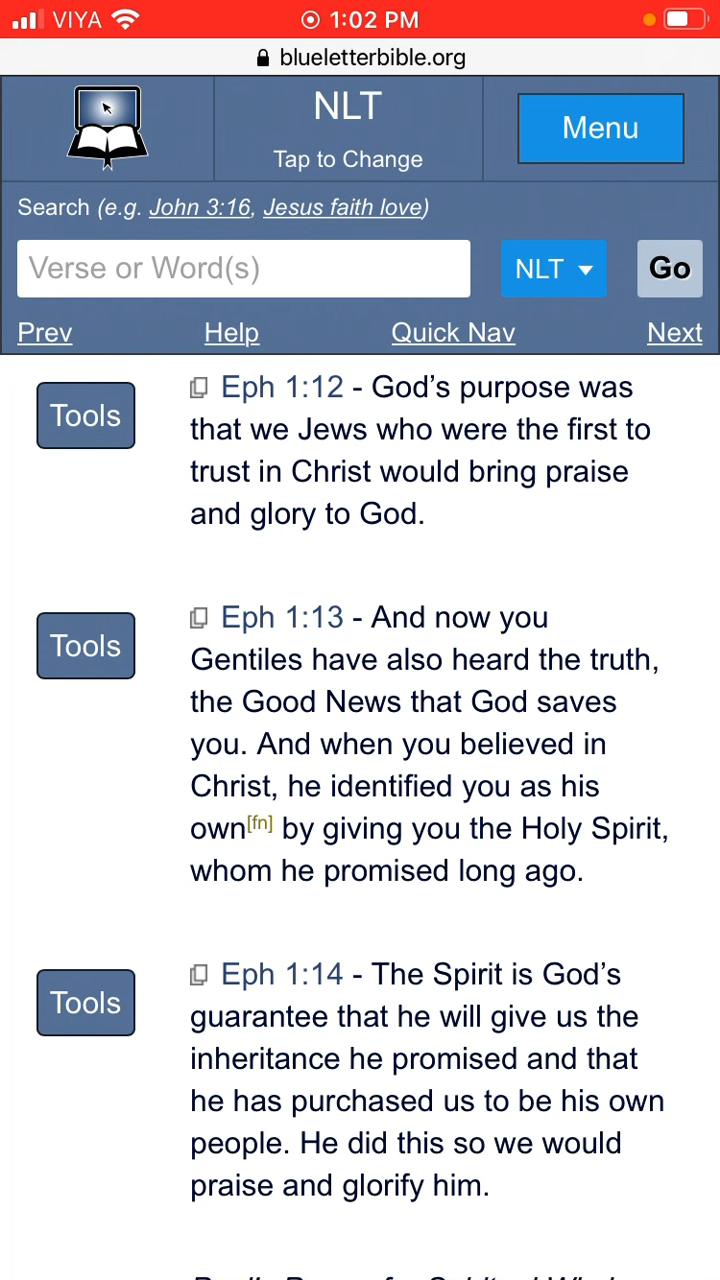 VIYA 1:02 PM
blueletterbible.org
NLT
Tap to Change
Menu
Search (e.g. John 3:16, Jesus faith love)
Verse or Word(s) NLT Go
Prev Help Quick Nav Next
Tools
Eph 1:12 - God’s purpose was
that we Jews who were the first to
trust in Christ would bring praise
and glory to God.
Tools
Eph 1:13 - And now you
Gentiles have also heard the truth,
the Good News that God saves
you. And when you believed in
Christ, he identified you as his
own[fn] by giving you the Holy Spirit,
whom he promised long ago.
Tools
Eph 1:14 - The Spirit is God’s
guarantee that he will give us the
inheritance he promised and that
he has purchased us to be his own
people. He did this so we would
praise and glorify him.